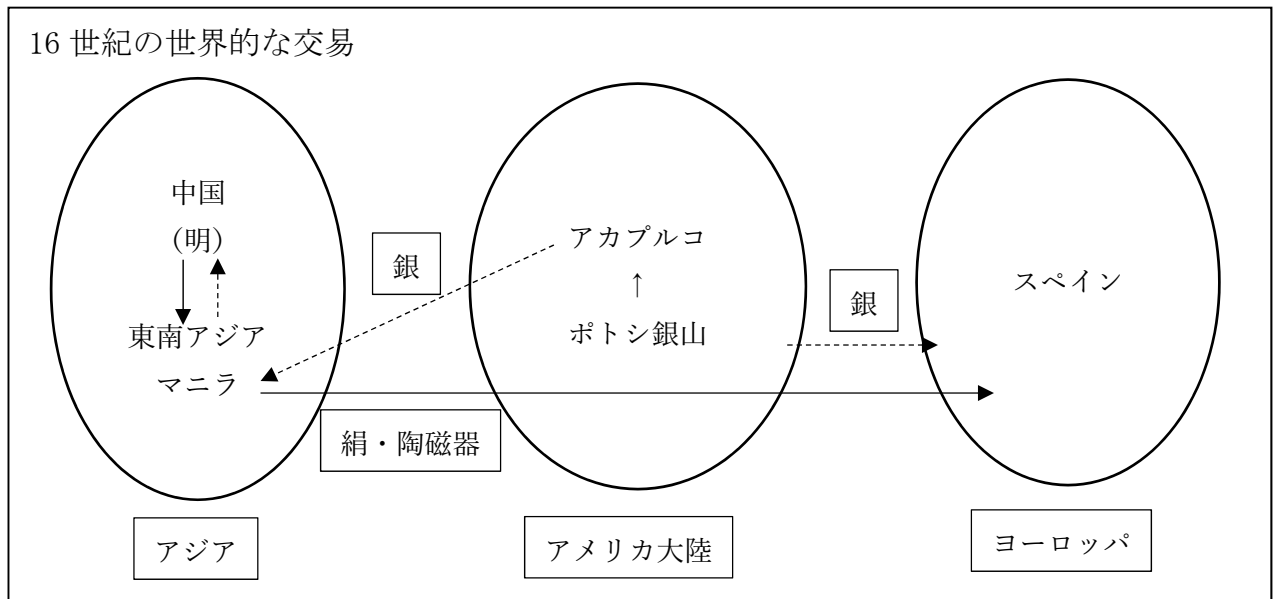 16 世紀の世界的な交易
中国
(明)
東南アジア
マニラ
銀
絹・陶磁器
アカプルコ
↑
ポトシ銀山
銀
スペイン
アジア
アメリカ大陸
ヨーロッパ